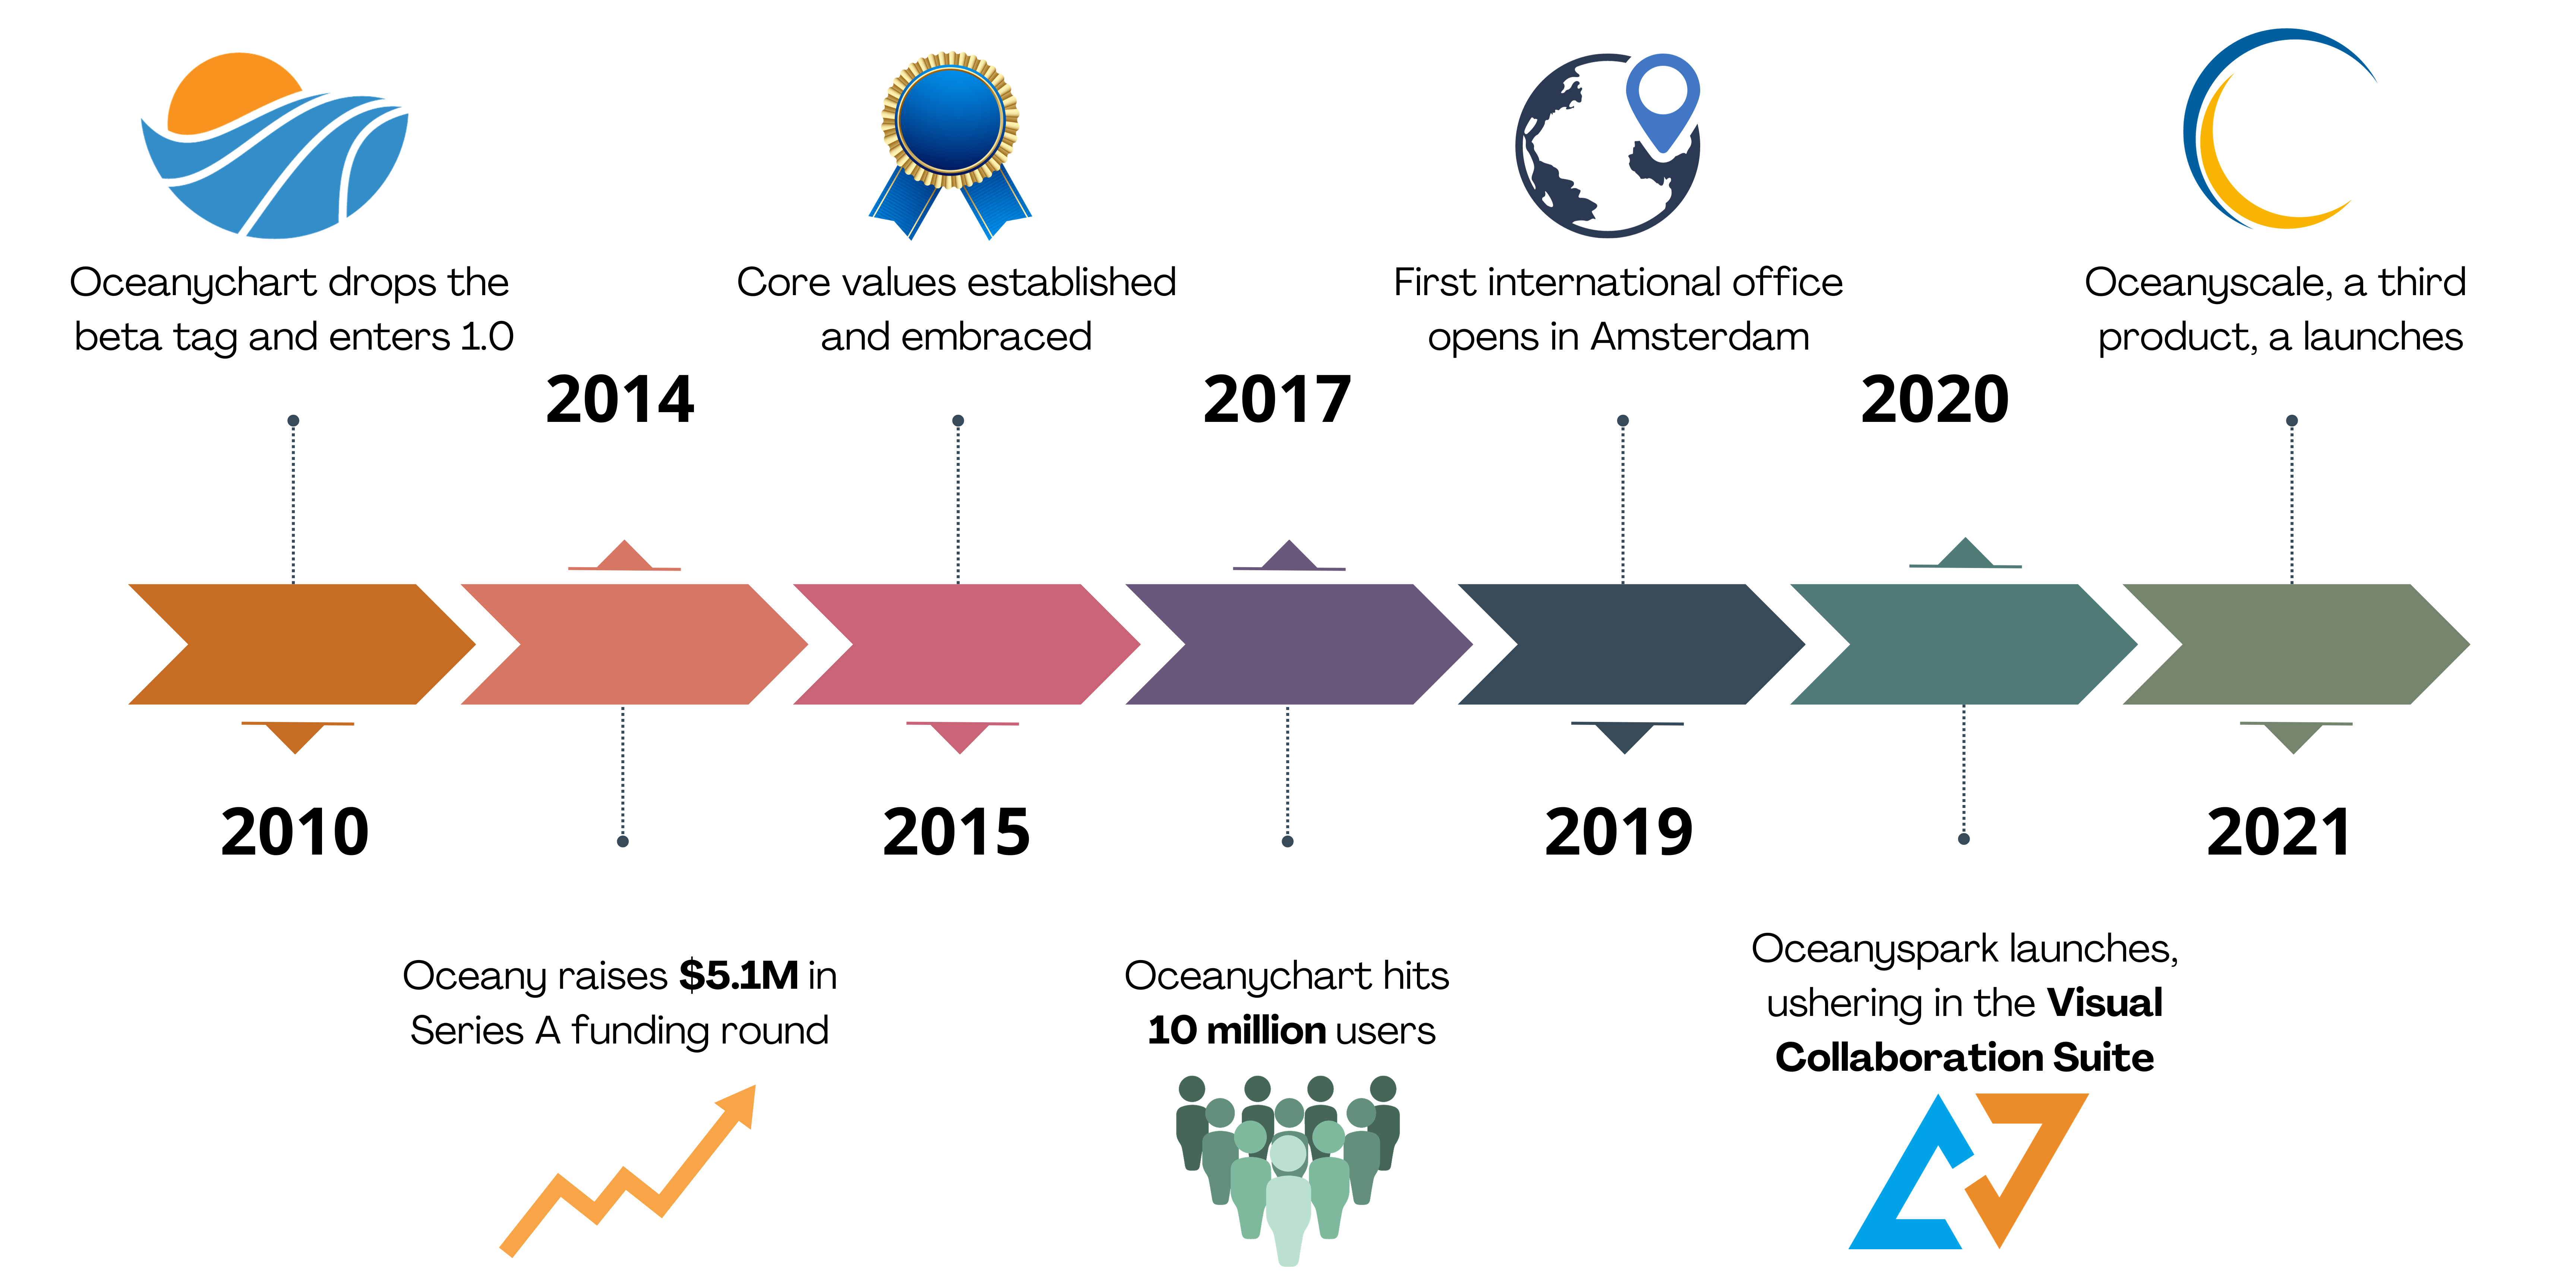 Oceanychart drops the
beta tag and enters 1.0
2010
2014
Oceany raises $5.1M in
Series A funding round
Core values established
and embraced
2015
2017
Oceanychart hits
10 million users
First international office
opens in Amsterdam
2019
2020
Oceanyspark launches,
ushering in the Visual
Collaboration Suite
Oceanyscale, a third
product, a launches
2021